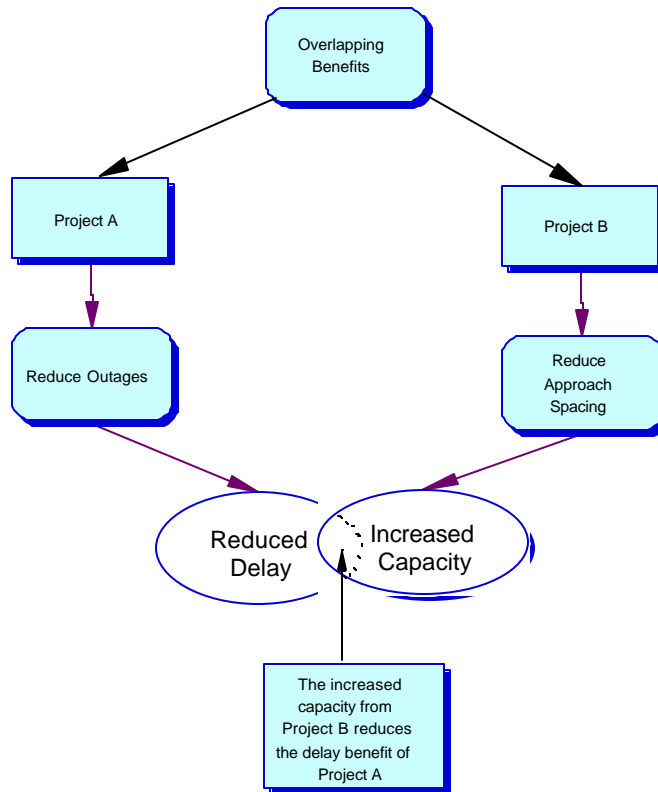 Overlapping
Benefits
Project A
Project B
Reduce Outages
Reduce
Approach
Spacing
Reduced
Delay
Increased
Capacity
The increased
capacity from
Project B reduces
the delay benefit of
Project A